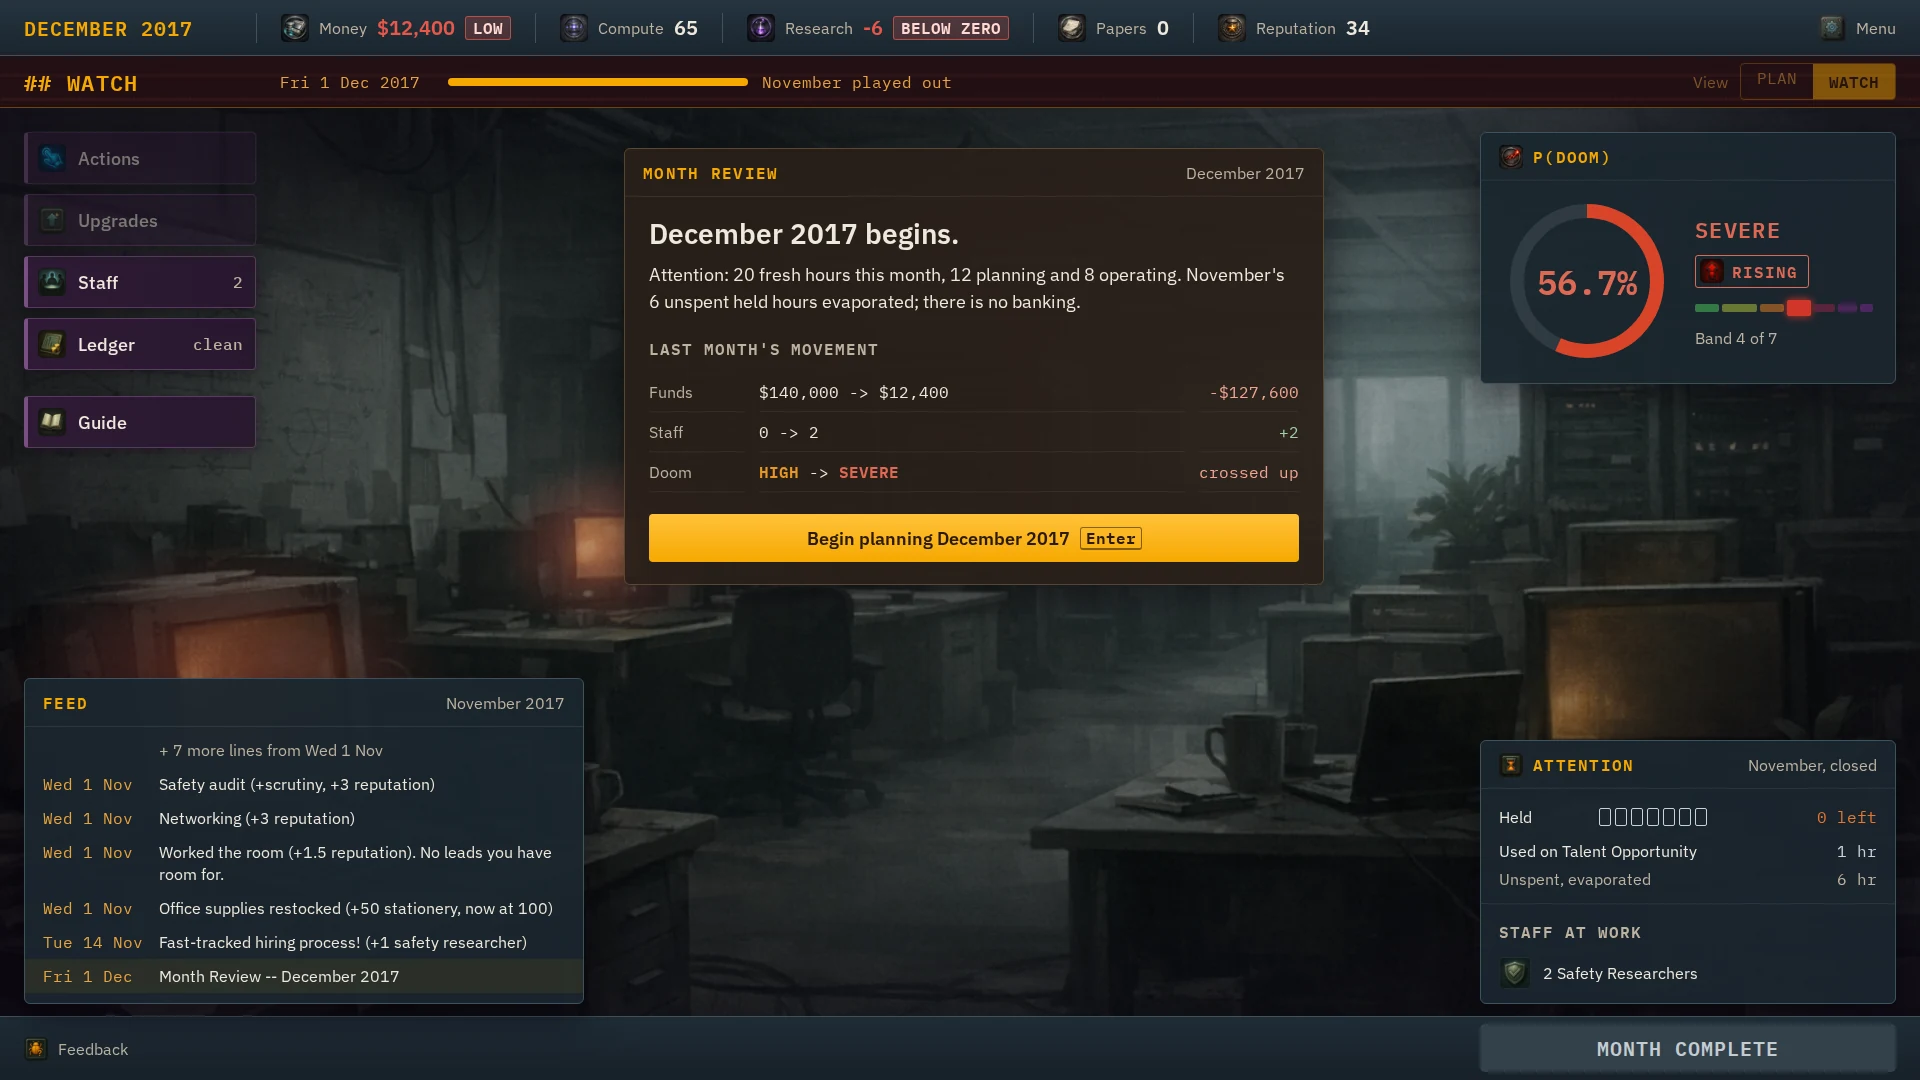 DECEMBER 2017
Money $12,400 LOW
Compute 65
Research -6 BELOW ZERO
Papers 0
Reputation 34
Menu
## WATCH
Fri 1 Dec 2017
November played out
View PLAN WATCH
Actions
Upgrades
Staff 2
Ledger clean
Guide
MONTH REVIEW December 2017
December 2017 begins.
Attention: 20 fresh hours this month, 12 planning and 8 operating. November's
6 unspent held hours evaporated; there is no banking.
LAST MONTH'S MOVEMENT
Funds $140,000 -> $12,400 -$127,600
Staff 0 -> 2 +2
Doom HIGH -> SEVERE crossed up
Begin planning December 2017 Enter
P(DOOM)
56.7%
SEVERE
RISING
Band 4 of 7
FEED November 2017
+ 7 more lines from Wed 1 Nov
Wed 1 Nov Safety audit (+scrutiny, +3 reputation)
Wed 1 Nov Networking (+3 reputation)
Wed 1 Nov Worked the room (+1.5 reputation). No leads you have
room for.
Wed 1 Nov Office supplies restocked (+50 stationery, now at 100)
Tue 14 Nov Fast-tracked hiring process! (+1 safety researcher)
Fri 1 Dec Month Review -- December 2017
ATTENTION November, closed
Held 0 left
Used on Talent Opportunity 1 hr
Unspent, evaporated 6 hr
STAFF AT WORK
2 Safety Researchers
Feedback
MONTH COMPLETE